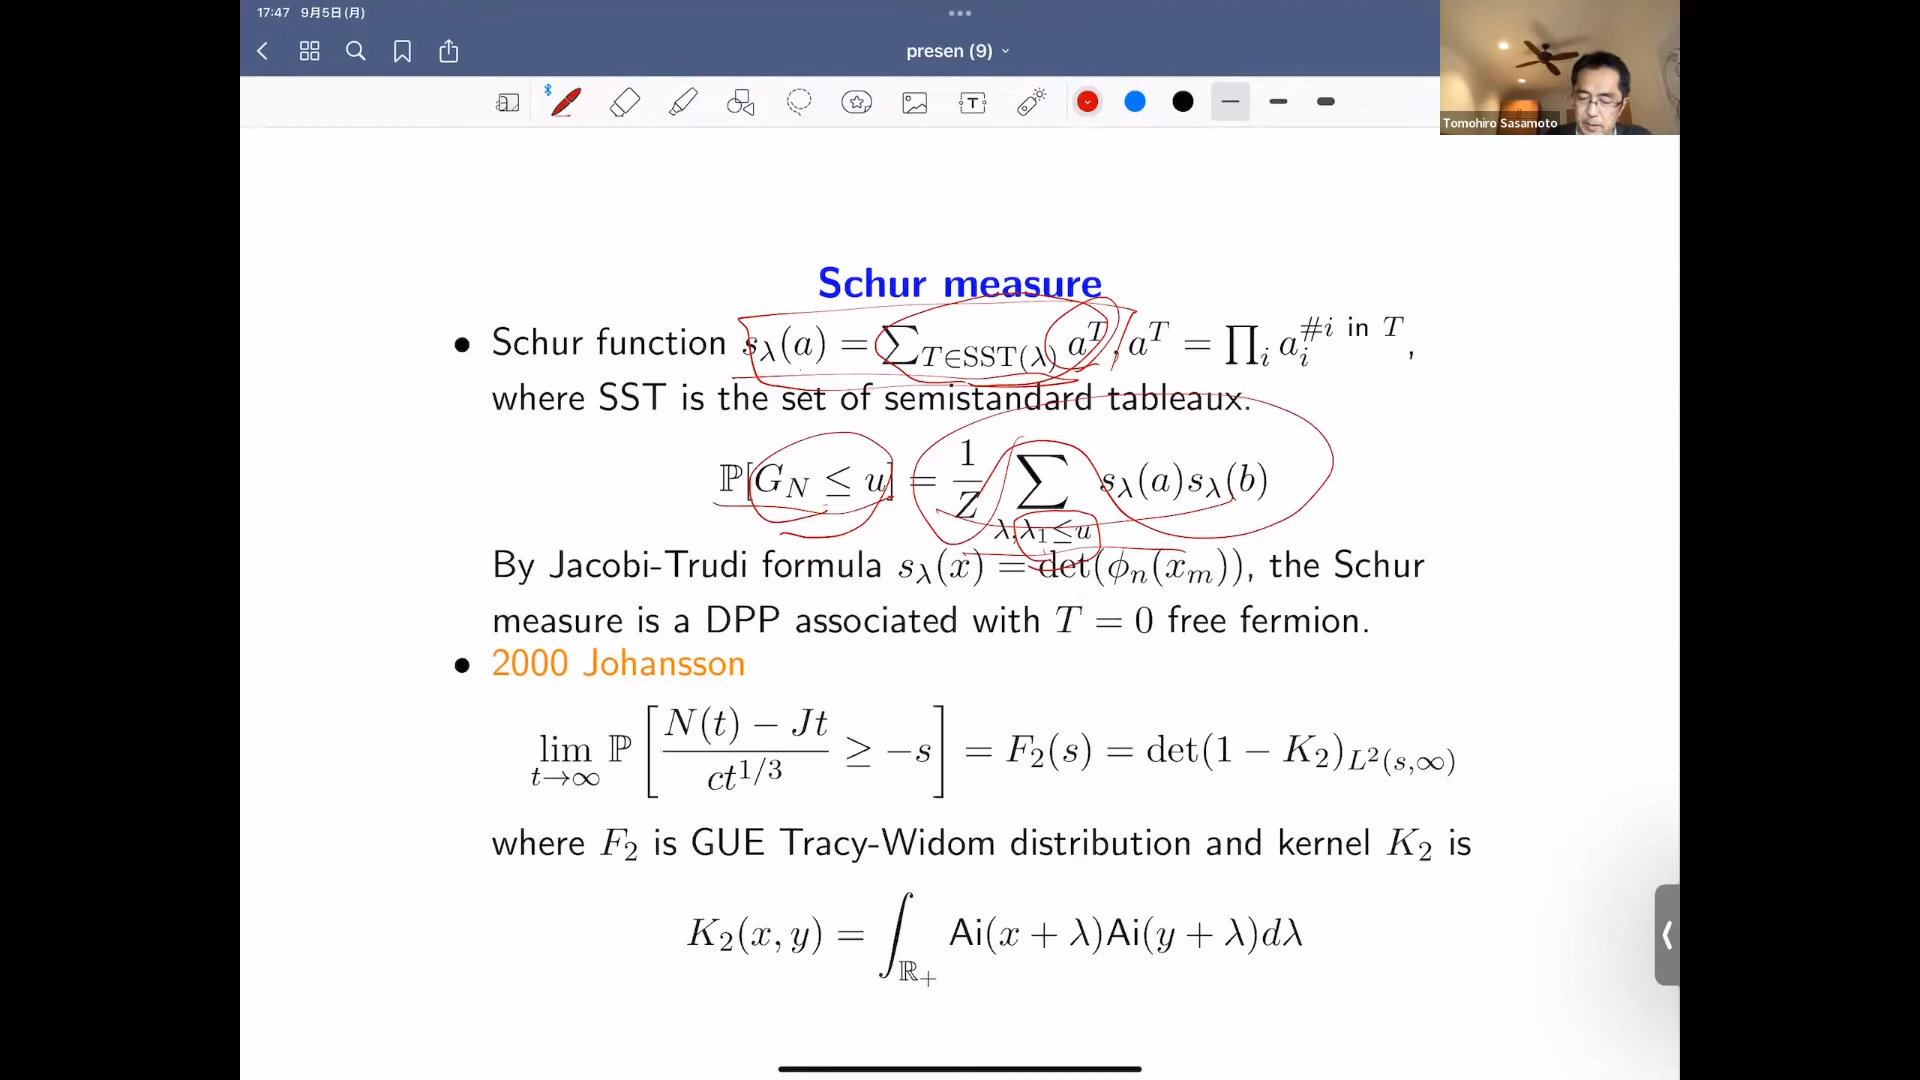 17:47 9月5日(月)
presen (9)
Tomohiro Sasamoto
Schur measure
• Schur function s_λ(a) = ∑_{T∈SST(λ)} a^T, a^T = ∏_i a_i^{#i in T},
where SST is the set of semistandard tableaux.
ℙ[G_N ≤ u] = 1/Z ∑_{λ,λ_1≤u} s_λ(a)s_λ(b)
By Jacobi-Trudi formula s_λ(x) = det(ϕ_n(x_m)), the Schur
measure is a DPP associated with T = 0 free fermion.
• 2000 Johansson
lim_{t→∞} ℙ[(N(t) − Jt)/(ct^{1/3}) ≥ −s] = F_2(s) = det(1 − K_2)_{L^2(s,∞)}
where F_2 is GUE Tracy-Widom distribution and kernel K_2 is
K_2(x, y) = ∫_{ℝ_+} Ai(x + λ)Ai(y + λ)dλ